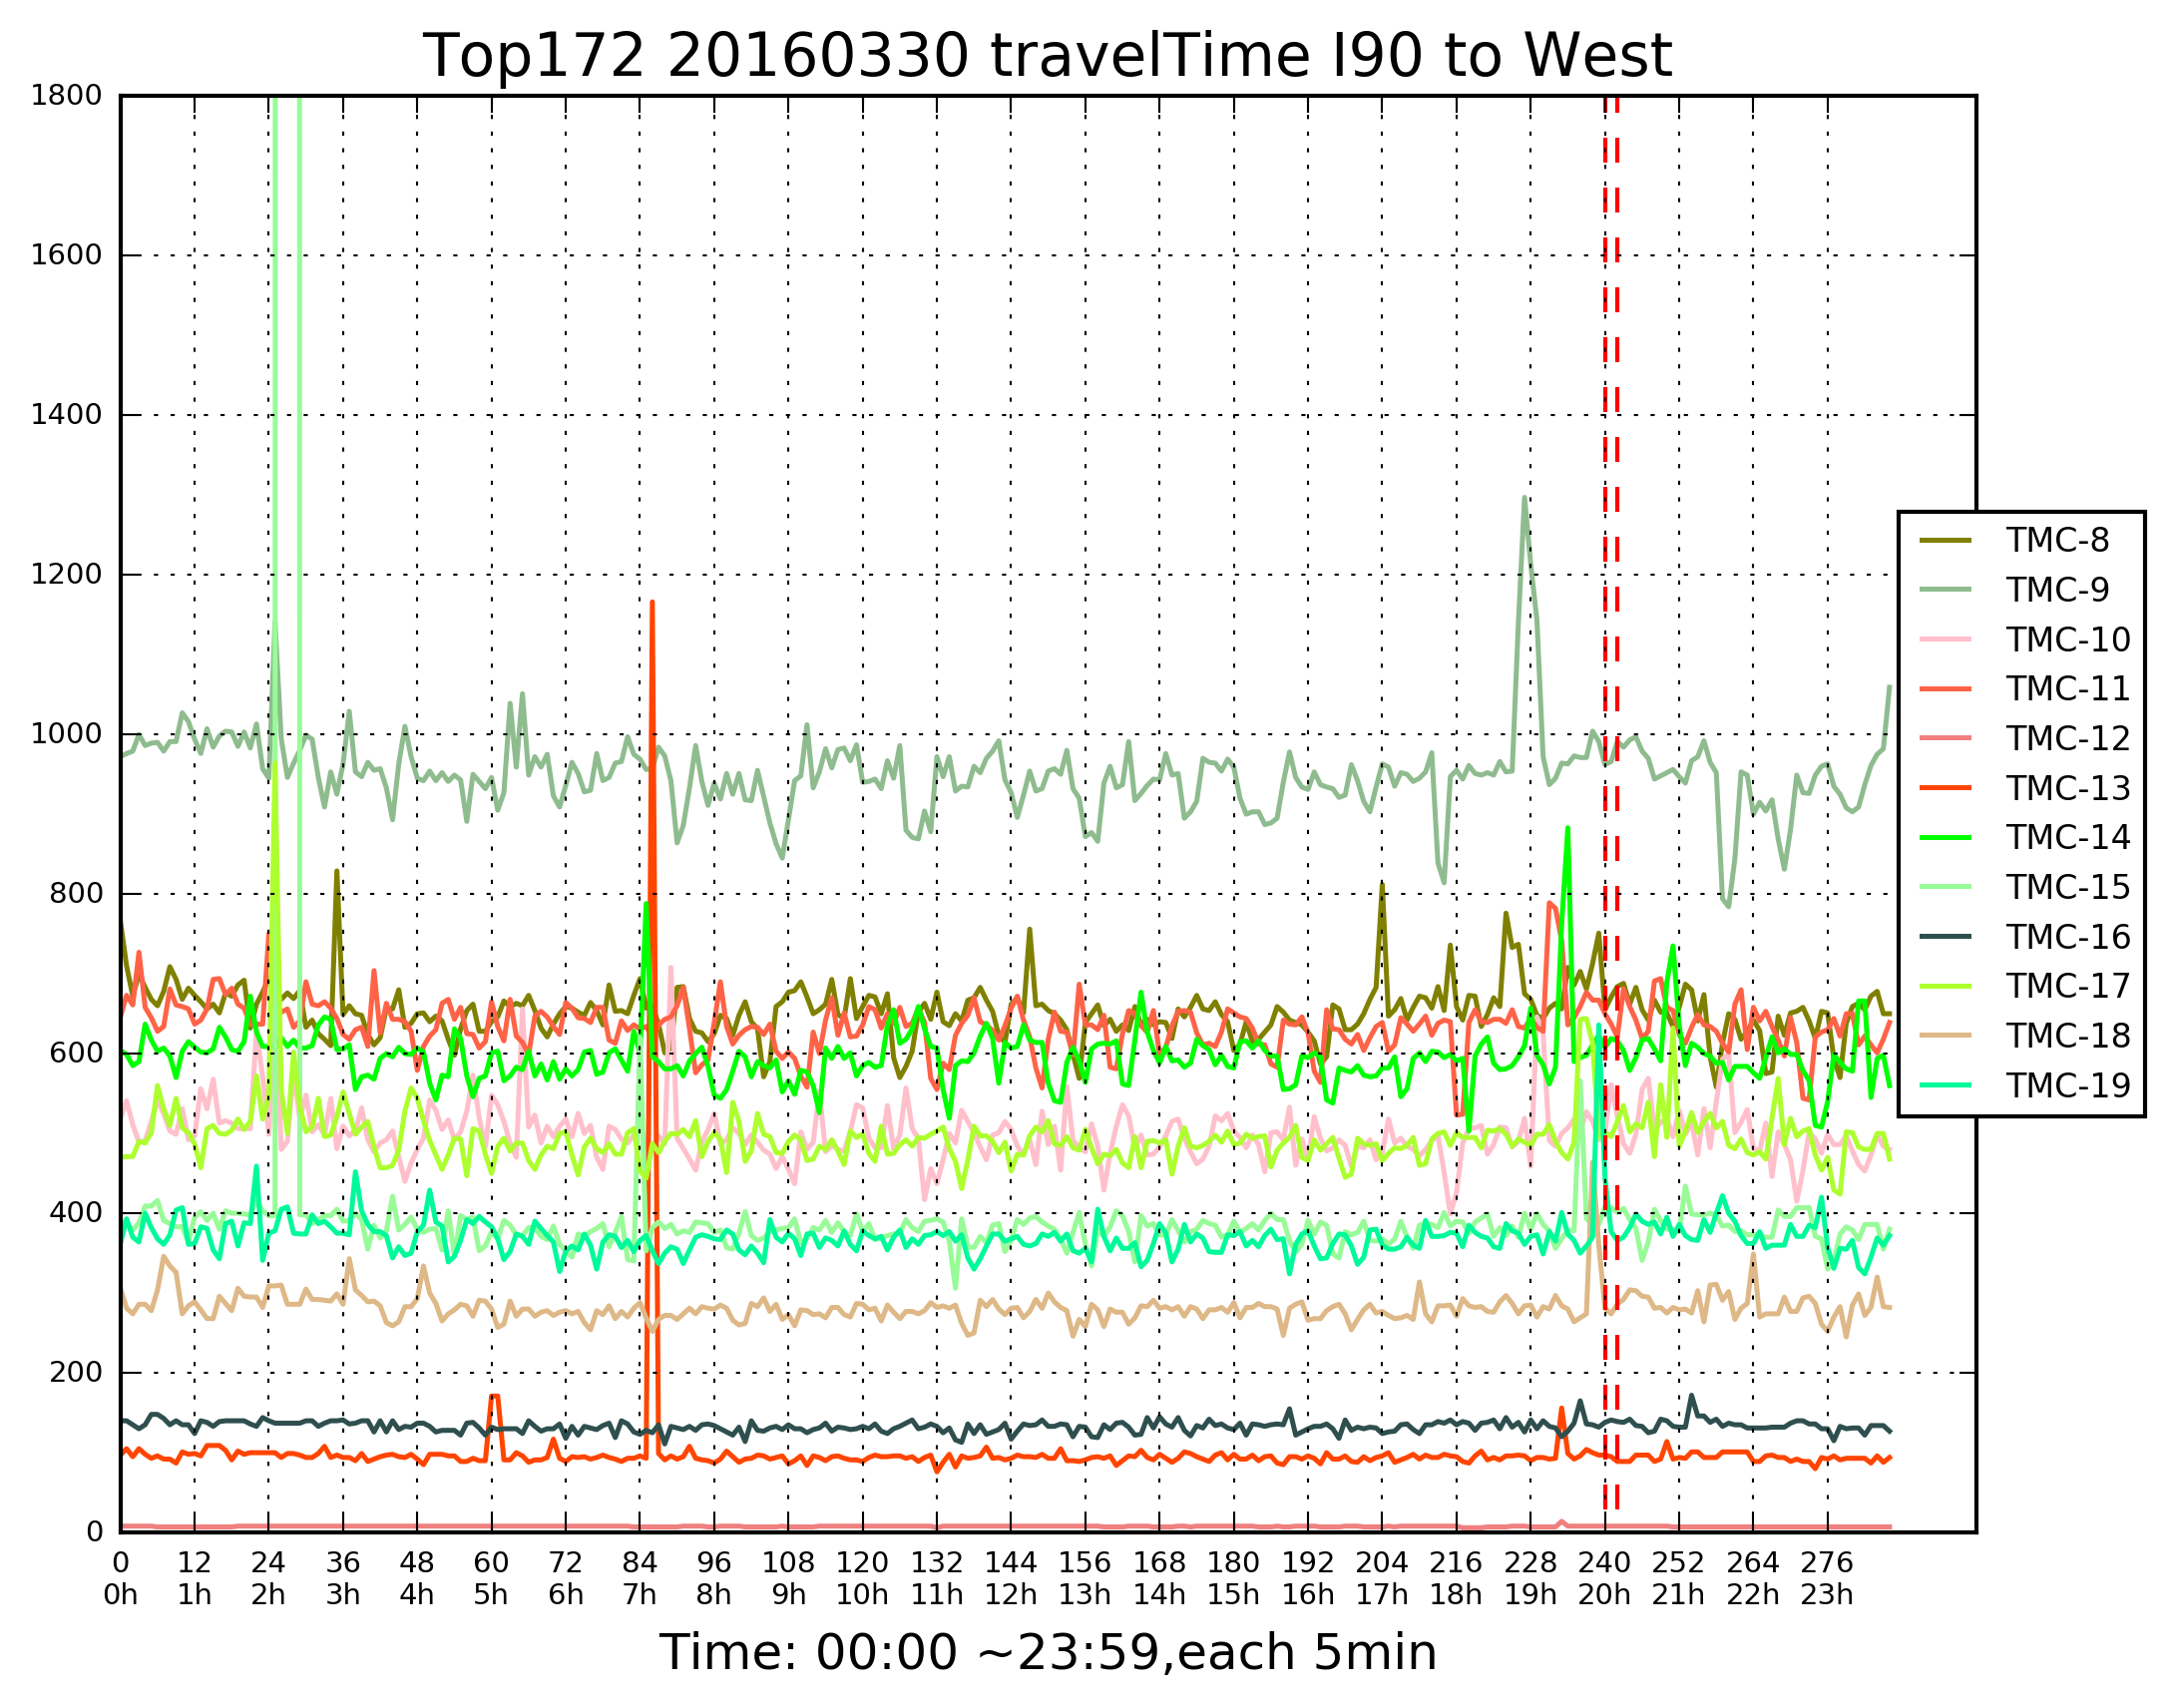 Top172 20160330 travelTime I90 to West
1800
1600
1400
1200
1000
800
600
400
200
0
TMC-8
TMC-9
TMC-10
TMC-11
TMC-12
TMC-13
TMC-14
TMC-15
TMC-16
TMC-17
TMC-18
TMC-19
0 12 24 36 48 60 72 84 96 108 120 132 144 156 168 180 192 204 216 228 240 252 264 276
0h 1h 2h 3h 4h 5h 6h 7h 8h 9h 10h 11h 12h 13h 14h 15h 16h 17h 18h 19h 20h 21h 22h 23h
Time: 00:00 ~23:59,each 5min